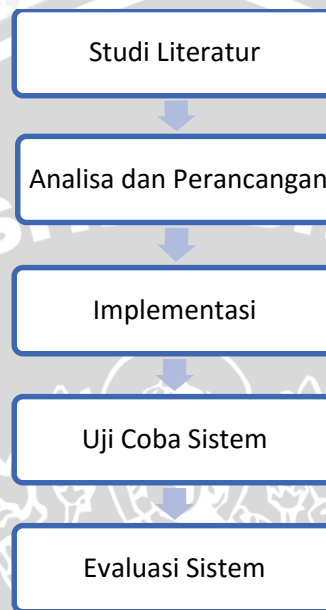 Studi Literatur
Analisa dan Perancangan
Implementasi
Uji Coba Sistem
Evaluasi Sistem